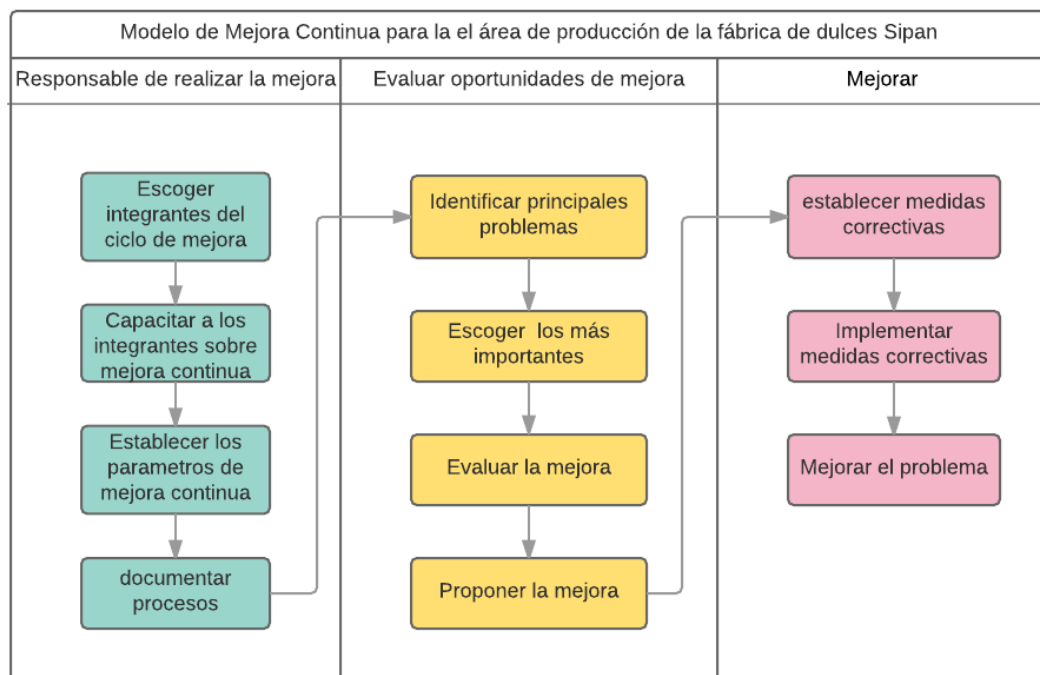 Modelo de Mejora Continua para la el área de producción de la fábrica de dulces Sipan
Responsable de realizar la mejora
Evaluar oportunidades de mejora
Mejorar
Escoger
integrantes del
ciclo de mejora
Capacitar a los
integrantes sobre
mejora continua
Establecer los
parametros de
mejora continua
documentar
procesos
Identificar principales
problemas
Escoger los más
importantes
Evaluar la mejora
Proponer la mejora
establecer medidas
correctivas
Implementar
medidas correctivas
Mejorar el problema